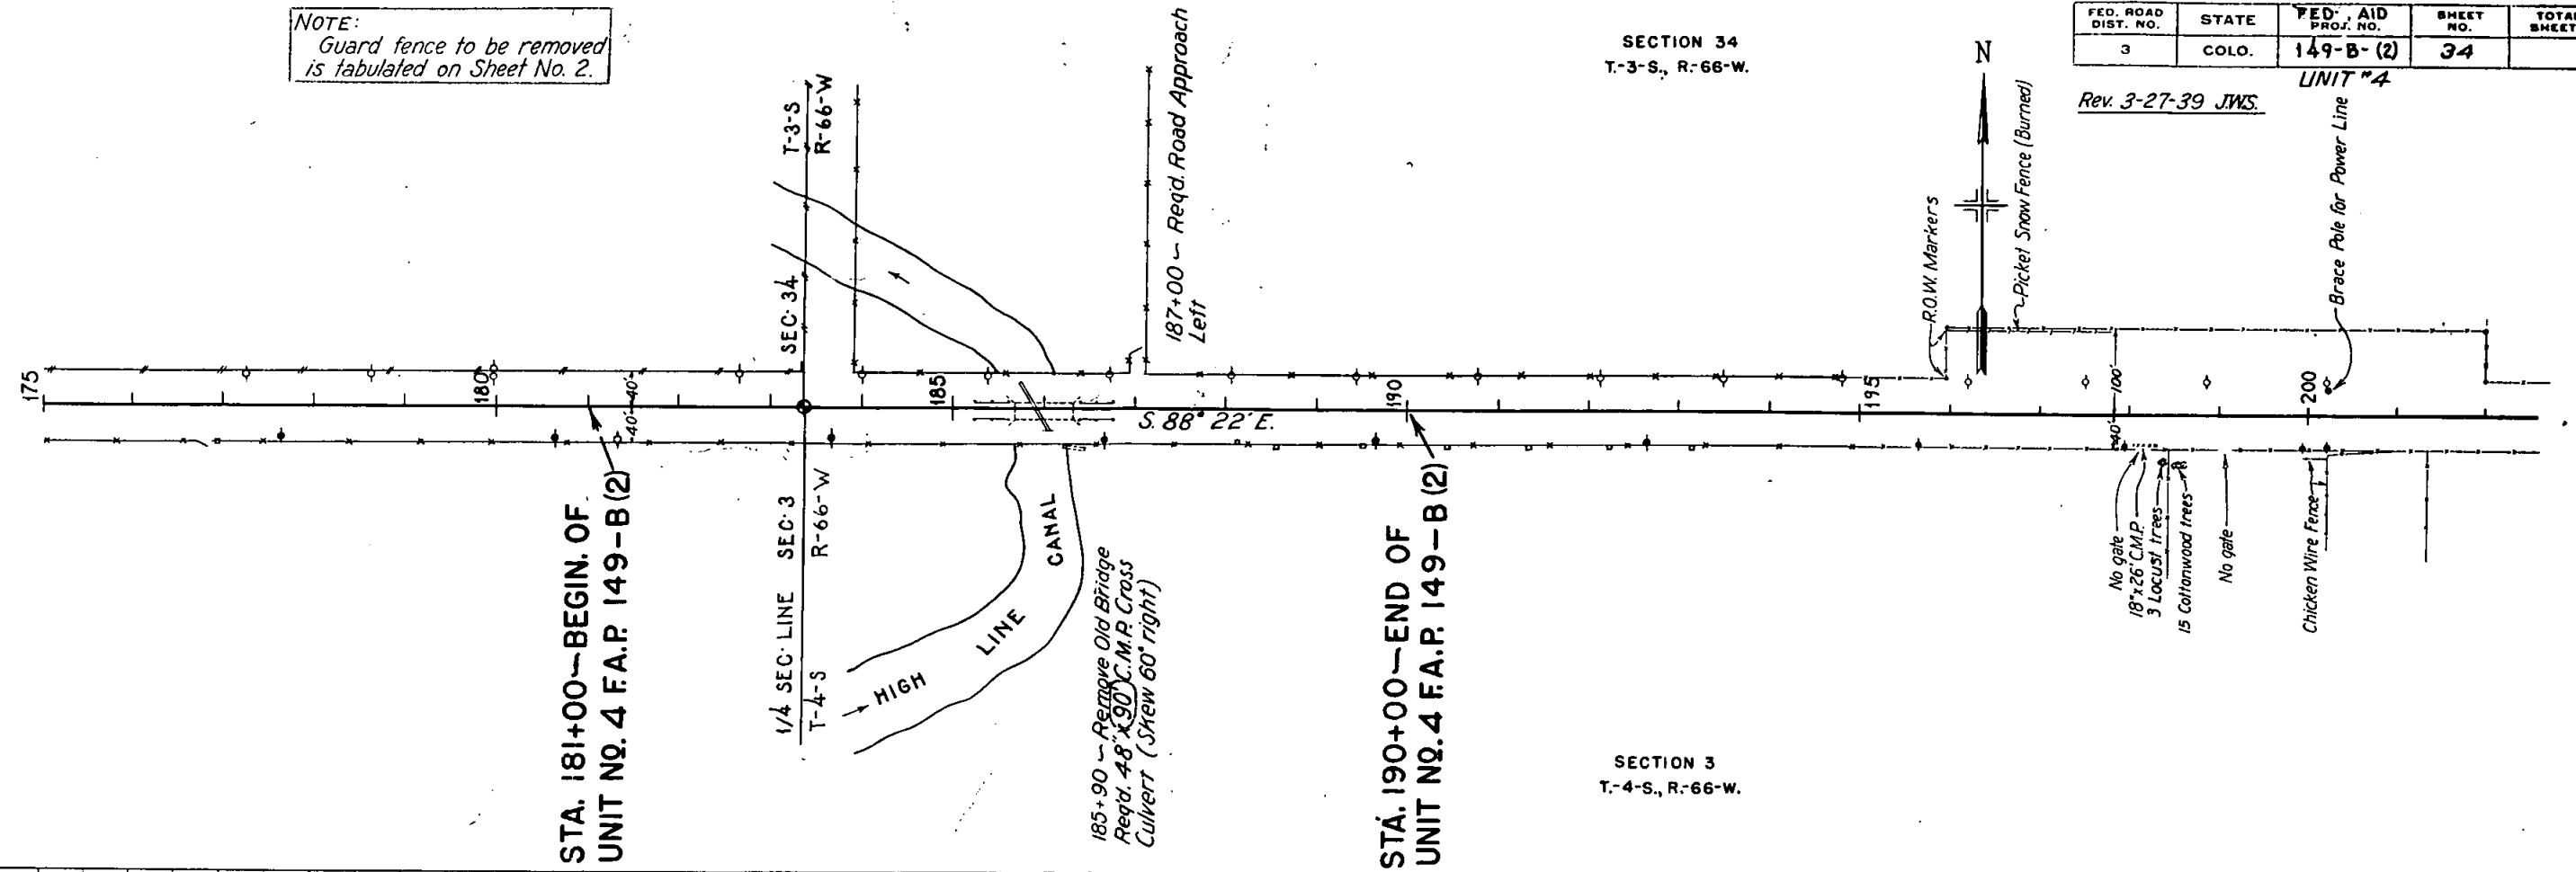 NOTE:
Guard fence to be removed
is tabulated on Sheet No. 2.
SECTION 34
T.-3-S., R.-66-W.
N
FED. ROAD DIST. NO. STATE FED. AID PROJ. NO. SHEET NO. TOTAL SHEET
3 COLO. 149-B-(2) 34
UNIT #4
Rev. 3-27-39 J.W.S.
T-3-S
R-66-W
SEC. 34
187+00 ~ Reqd. Road Approach
Left
R.O.W. Markers
Picket Snow Fence (Burned)
Brace Pole for Power Line
175
180
185
190
195
200
40'
40'
100'
40'
S. 88° 22' E.
STA. 181+00~BEGIN. OF
UNIT NO. 4 F.A.P. 149-B(2)
1/4 SEC. LINE SEC. 3
T-4-S R-66-W
HIGH LINE CANAL
185+90 ~ Remove Old Bridge
Req'd. 48" x 90' C.M.P. Cross
Culvert (Skew 60° right)
STA. 190+00~END OF
UNIT NO. 4 F.A.P. 149-B(2)
No gate
18"x26' C.M.P.
3 Locust trees
15 Cottonwood trees
No gate
Chicken Wire Fence
SECTION 3
T.-4-S., R.-66-W.